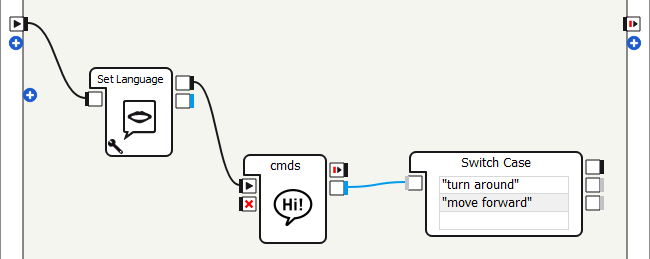 Set Language
cmds
Hi!
Switch Case
"turn around"
"move forward"